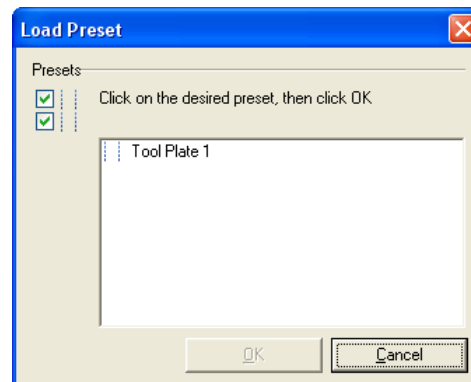 Load Preset
Presets
Click on the desired preset, then click OK
Tool Plate 1
OK
Cancel